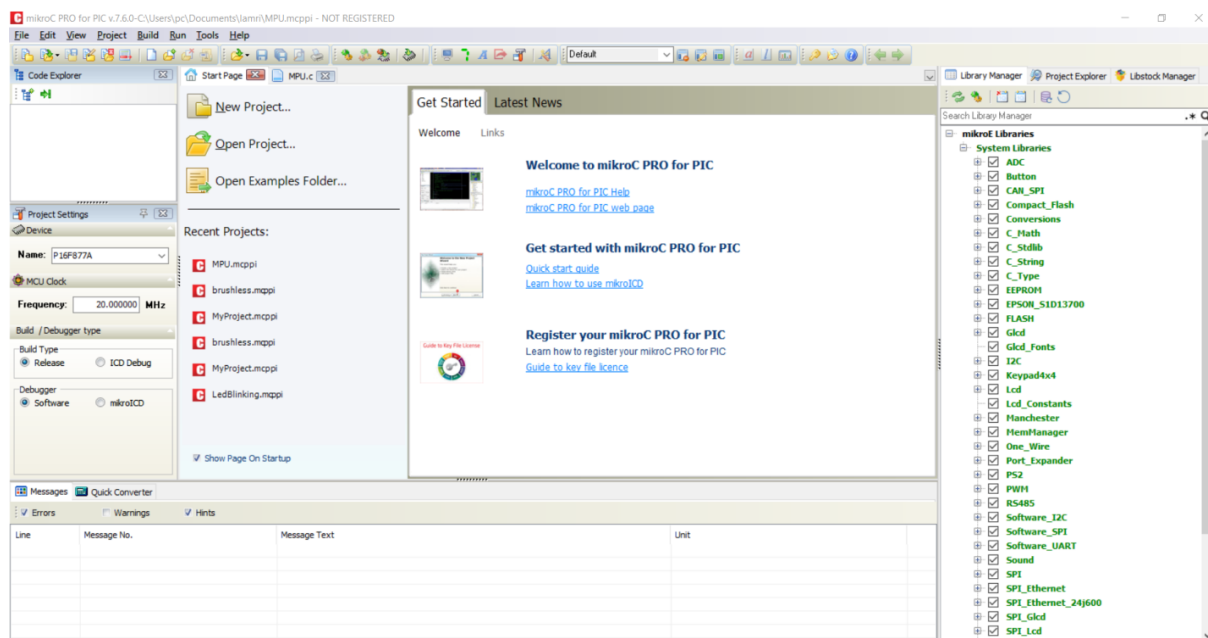 mikroC PRO for PIC v.7.6.0-C:\Users\pc\Documents\lamri\MPU.mcppi - NOT REGISTERED
File Edit View Project Build Run Tools Help
Default
Code Explorer
Start Page
MPU.c
Library Manager
Project Explorer
Libstock Manager
Search Library Manager
New Project...
Open Project...
Open Examples Folder...
Recent Projects:
MPU.mcppi
brushless.mcppi
MyProject.mcppi
brushless.mcppi
MyProject.mcppi
LedBlinking.mcppi
Show Page On Startup
Project Settings
Device
Name: P16F877A
MCU Clock
Frequency: 20.000000 MHz
Build / Debugger type
Build Type
Release ICD Debug
Debugger
Software mikroICD
Get Started Latest News
Welcome Links
Welcome to mikroC PRO for PIC
mikroC PRO for PIC Help
mikroC PRO for PIC web page
Get started with mikroC PRO for PIC
Quick start guide
Learn how to use mikroICD
Guide to Key File License
Register your mikroC PRO for PIC
Learn how to register your mikroC PRO for PIC
Guide to key file licence
mikroE Libraries
System Libraries
ADC
Button
CAN_SPI
Compact_Flash
Conversions
C_Math
C_Stdlib
C_String
C_Type
EEPROM
EPSON_S1D13700
FLASH
Glcd
Glcd_Fonts
I2C
Keypad4x4
Lcd
Lcd_Constants
Manchester
MemManager
One_Wire
Port_Expander
PS2
PWM
RS485
Software_I2C
Software_SPI
Software_UART
Sound
SPI
SPI_Ethernet
SPI_Ethernet_24j600
SPI_Glcd
SPI_Lcd
Messages Quick Converter
Errors Warnings Hints
Line Message No. Message Text Unit